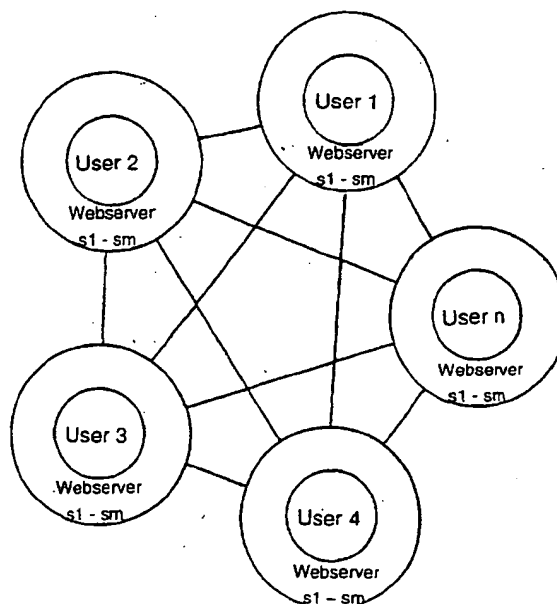 User 1
Webserver
s1 - sm
User 2
Webserver
s1 - sm
User n
Webserver
s1 - sm
User 3
Webserver
s1 - sm
User 4
Webserver
s1 - sm